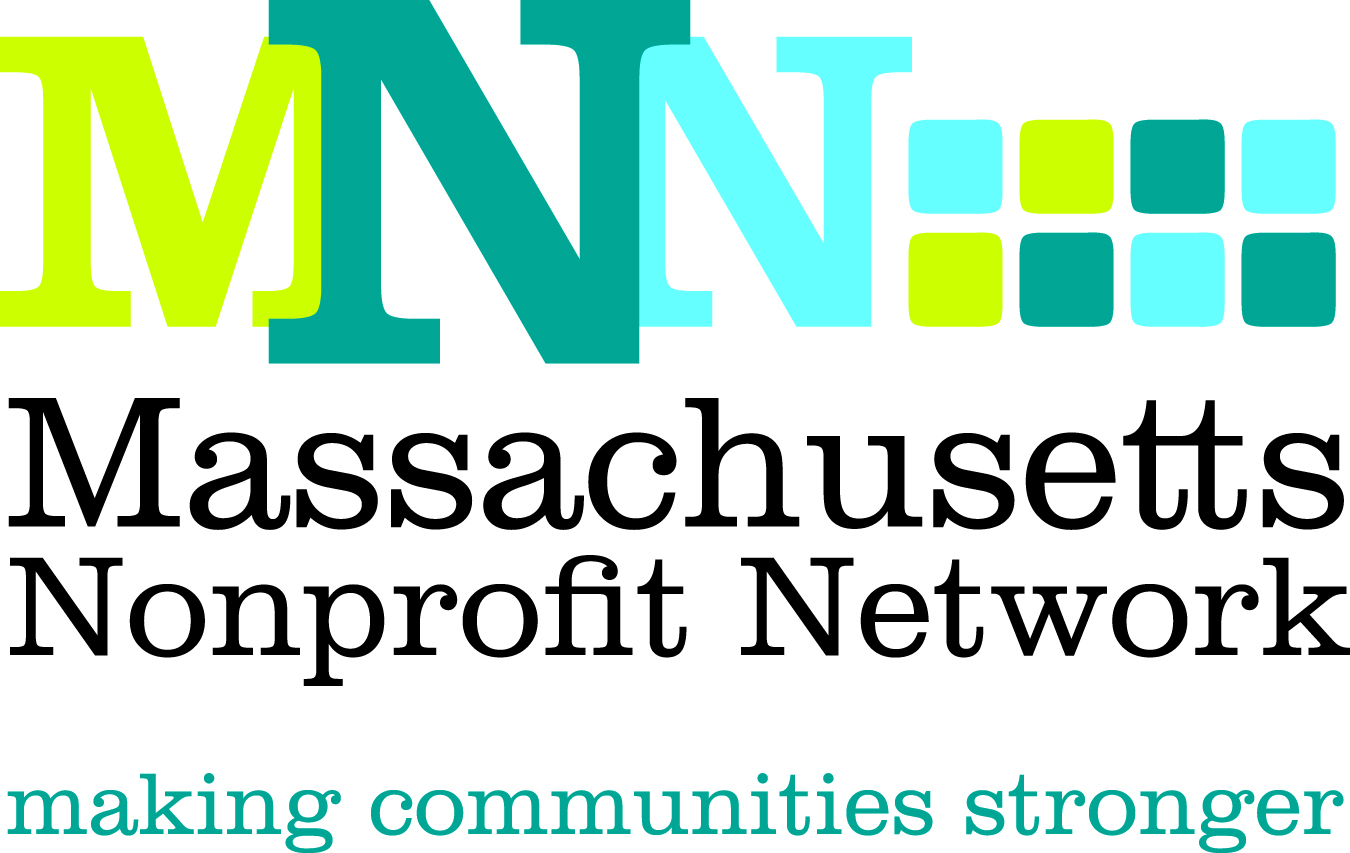 MNN
Massachusetts
Nonprofit Network
making communities stronger